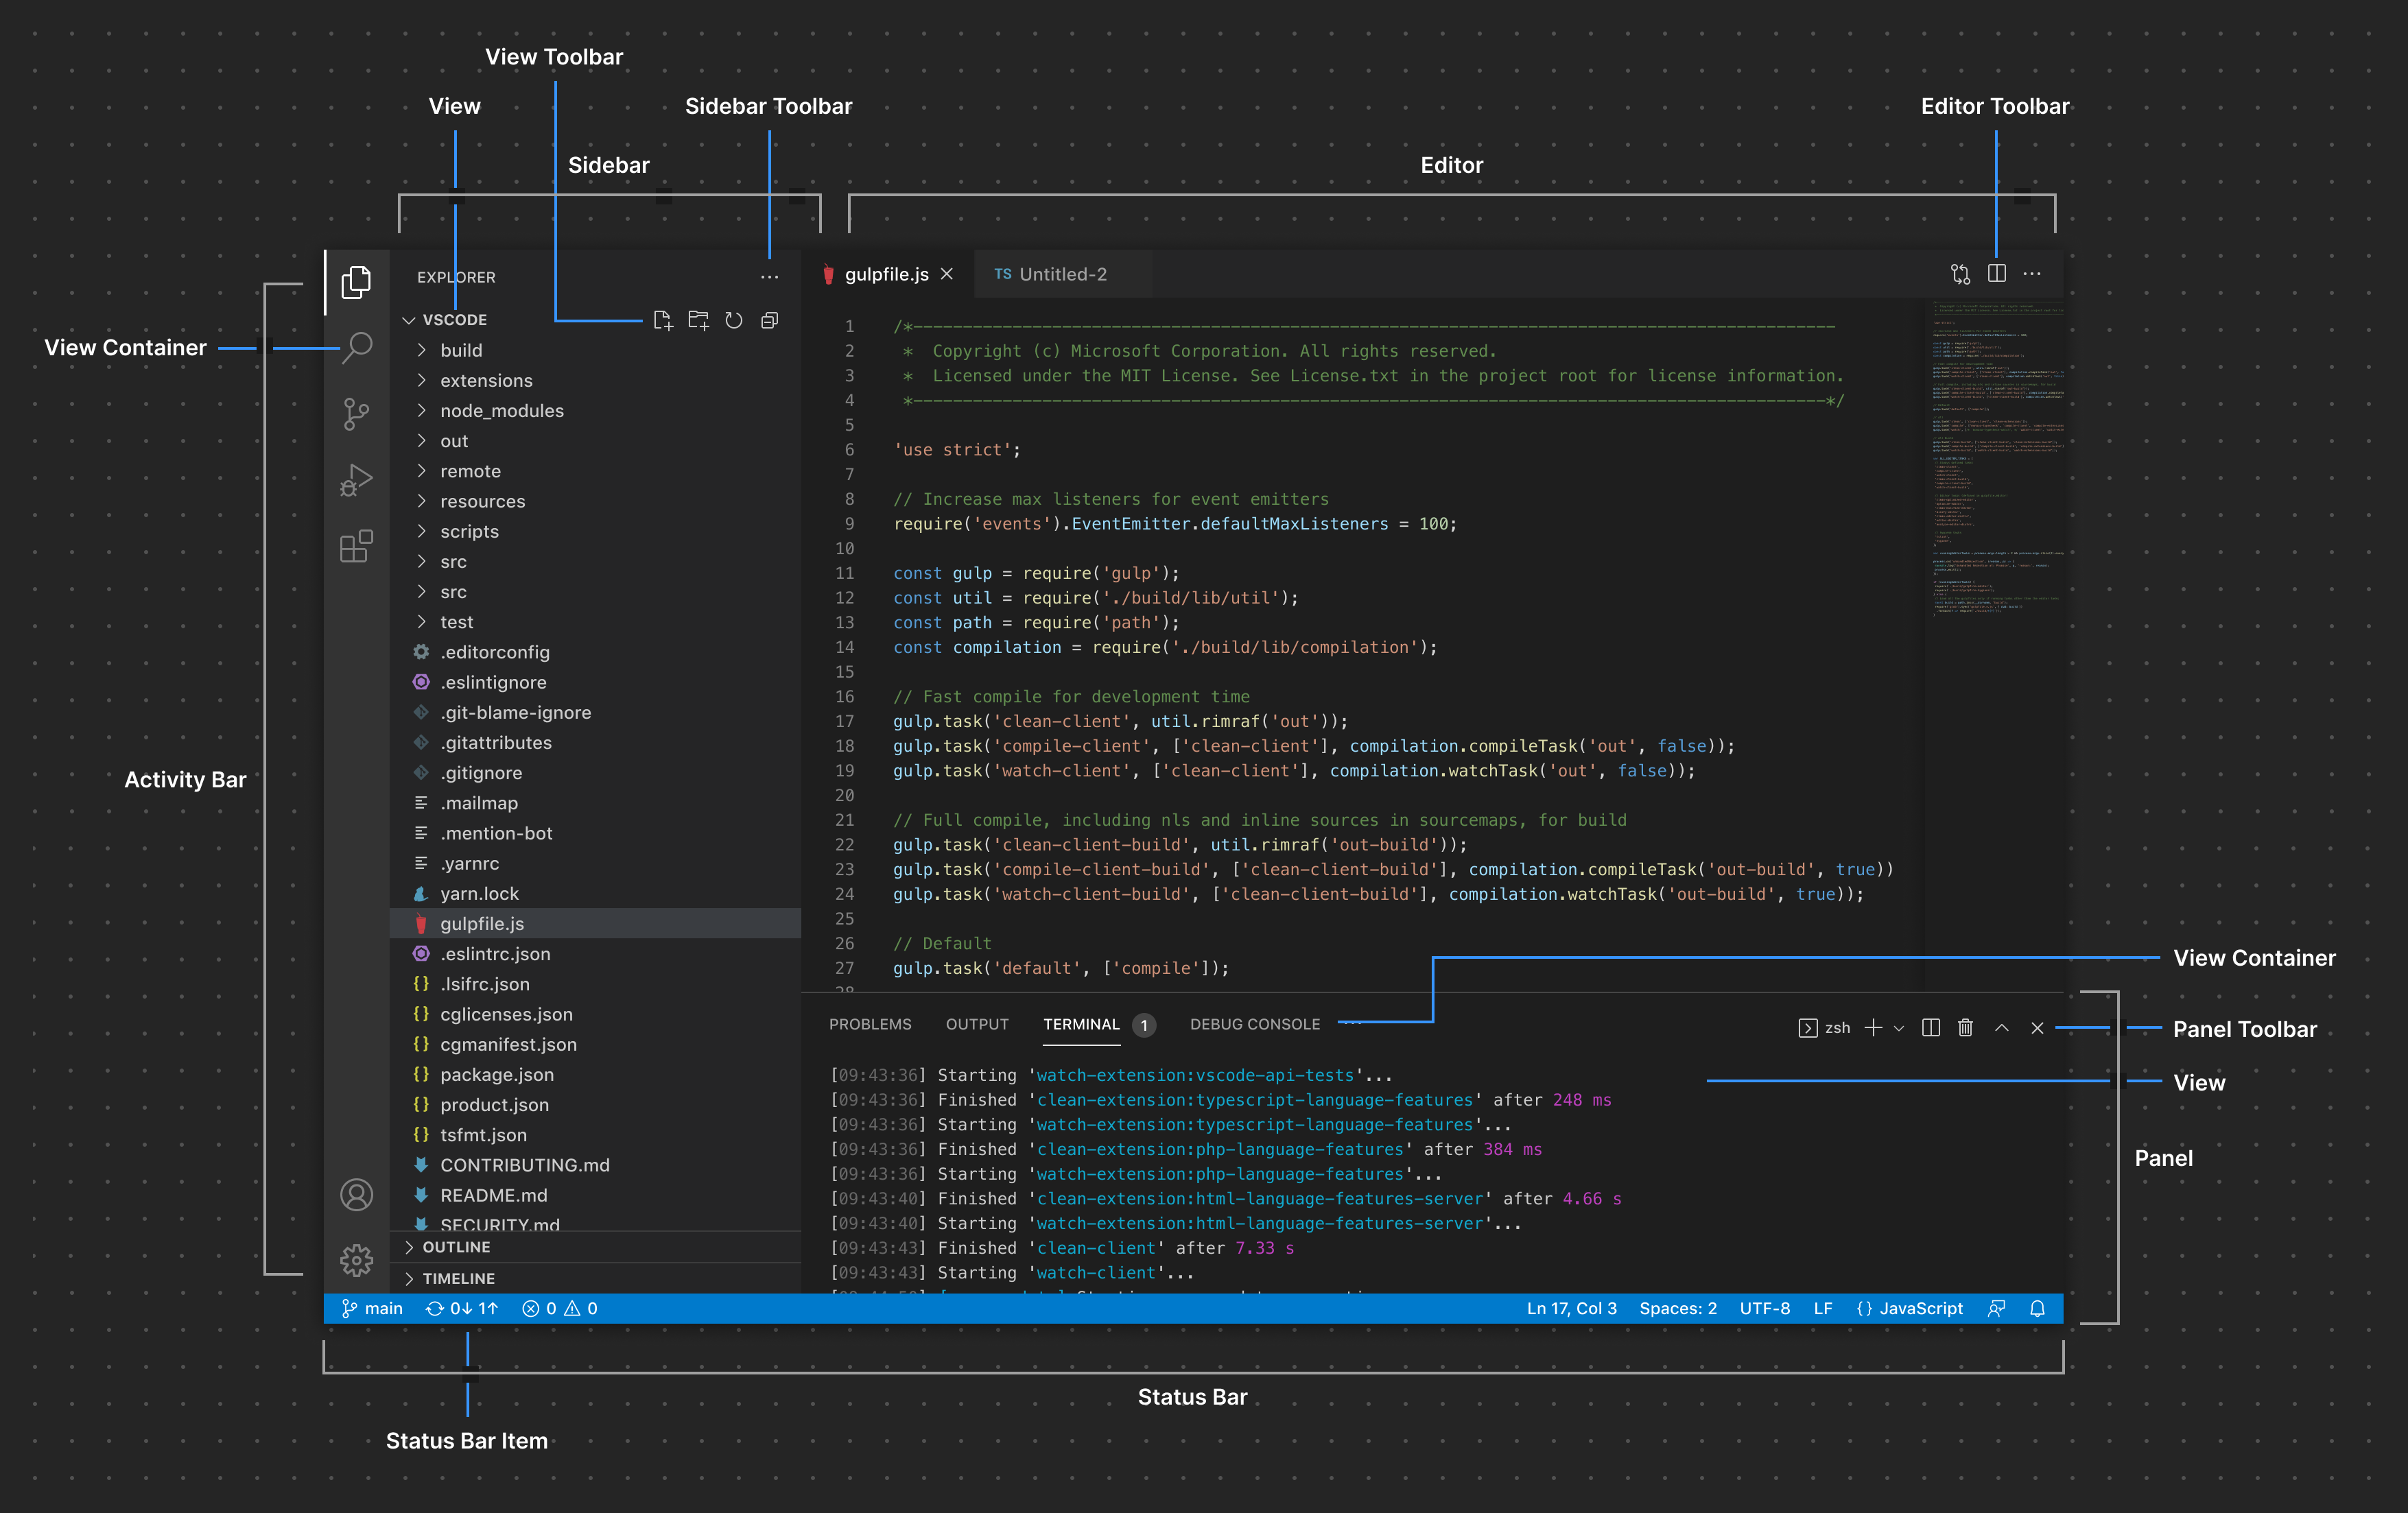 View Toolbar
View
Sidebar Toolbar
Editor Toolbar
Sidebar
Editor
View Container
Activity Bar
EXPLORER
VSCODE
build
extensions
node_modules
out
remote
resources
scripts
src
src
test
.editorconfig
.eslintignore
.git-blame-ignore
.gitattributes
.gitignore
.mailmap
.mention-bot
.yarnrc
yarn.lock
gulpfile.js
.eslintrc.json
.lsifrc.json
cglicenses.json
cgmanifest.json
package.json
product.json
tsfmt.json
CONTRIBUTING.md
README.md
SECURITY.md
OUTLINE
TIMELINE
gulpfile.js
TS Untitled-2
1 /*---------------------------------------------------------------------------------------------
2  *  Copyright (c) Microsoft Corporation. All rights reserved.
3  *  Licensed under the MIT License. See License.txt in the project root for license information.
4  *--------------------------------------------------------------------------------------------*/
5
6 'use strict';
7
8 // Increase max listeners for event emitters
9 require('events').EventEmitter.defaultMaxListeners = 100;
10
11 const gulp = require('gulp');
12 const util = require('./build/lib/util');
13 const path = require('path');
14 const compilation = require('./build/lib/compilation');
15
16 // Fast compile for development time
17 gulp.task('clean-client', util.rimraf('out'));
18 gulp.task('compile-client', ['clean-client'], compilation.compileTask('out', false));
19 gulp.task('watch-client', ['clean-client'], compilation.watchTask('out', false));
20
21 // Full compile, including nls and inline sources in sourcemaps, for build
22 gulp.task('clean-client-build', util.rimraf('out-build'));
23 gulp.task('compile-client-build', ['clean-client-build'], compilation.compileTask('out-build', true))
24 gulp.task('watch-client-build', ['clean-client-build'], compilation.watchTask('out-build', true));
25
26 // Default
27 gulp.task('default', ['compile']);
28
PROBLEMS OUTPUT TERMINAL 1 DEBUG CONSOLE
zsh
[09:43:36] Starting 'watch-extension:vscode-api-tests'...
[09:43:36] Finished 'clean-extension:typescript-language-features' after 248 ms
[09:43:36] Starting 'watch-extension:typescript-language-features'...
[09:43:36] Finished 'clean-extension:php-language-features' after 384 ms
[09:43:36] Starting 'watch-extension:php-language-features'...
[09:43:40] Finished 'clean-extension:html-language-features-server' after 4.66 s
[09:43:40] Starting 'watch-extension:html-language-features-server'...
[09:43:43] Finished 'clean-client' after 7.33 s
[09:43:43] Starting 'watch-client'...
View Container
Panel Toolbar
View
Panel
main 0↓ 1↑ 0 0
Ln 17, Col 3 Spaces: 2 UTF-8 LF {} JavaScript
Status Bar
Status Bar Item